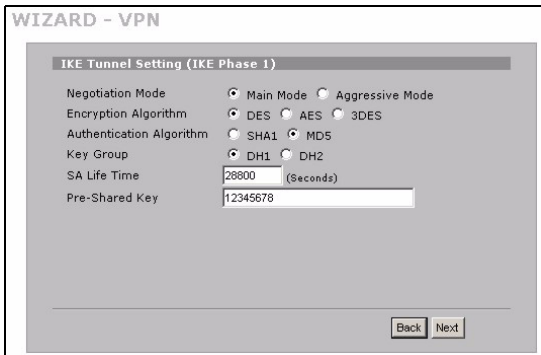 WIZARD - VPN
IKE Tunnel Setting (IKE Phase 1)
Negotiation Mode Main Mode Aggressive Mode
Encryption Algorithm DES AES 3DES
Authentication Algorithm SHA1 MD5
Key Group DH1 DH2
SA Life Time 28800 (Seconds)
Pre-Shared Key 12345678
Back Next